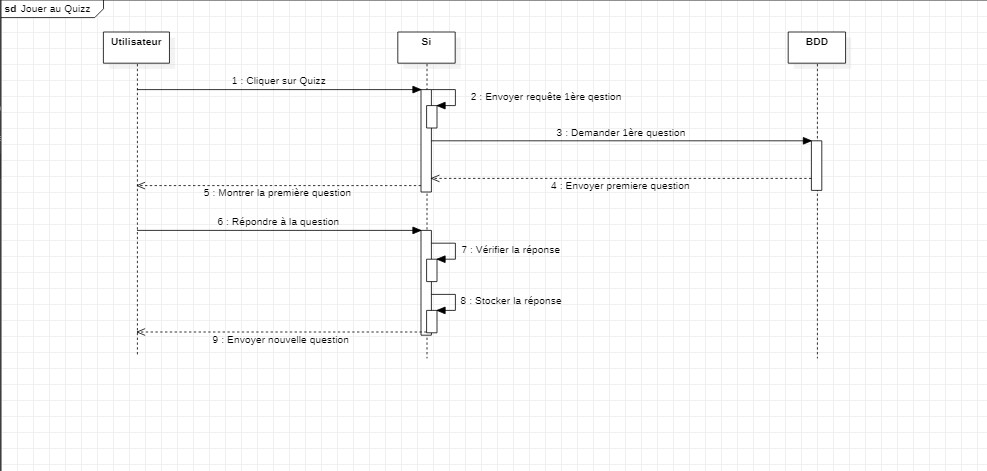 sd Jouer au Quizz
Utilisateur
Si
BDD
1 : Cliquer sur Quizz
2 : Envoyer requête 1ère qestion
3 : Demander 1ère question
4 : Envoyer premiere question
5 : Montrer la première question
6 : Répondre à la question
7 : Vérifier la réponse
8 : Stocker la réponse
9 : Envoyer nouvelle question